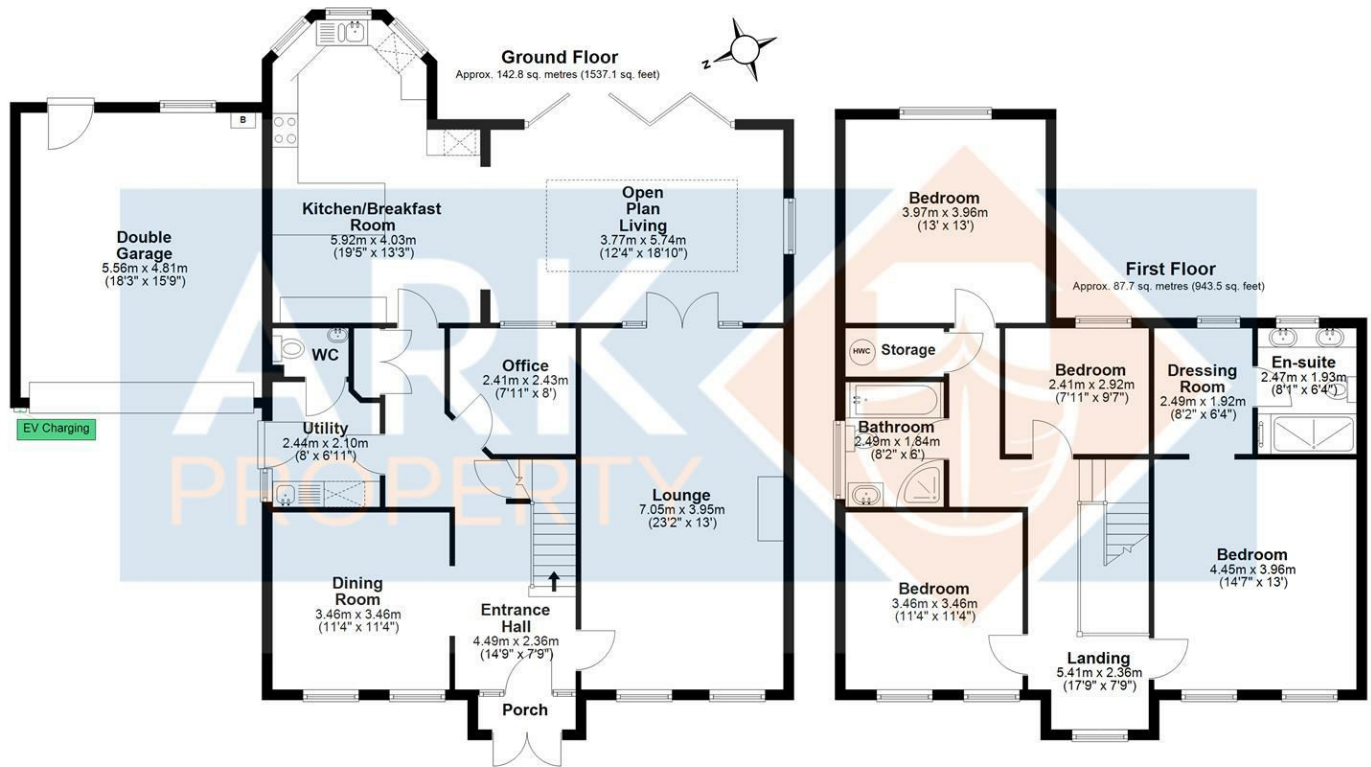 Ground Floor
Approx. 142.8 sq. metres (1537.1 sq. feet)
N
B
Double
Garage
5.56m x 4.81m
(18'3" x 15'9")
EV Charging
Kitchen/Breakfast
Room
5.92m x 4.03m
(19'5" x 13'3")
Open
Plan
Living
3.77m x 5.74m
(12'4" x 18'10")
WC
Office
2.41m x 2.43m
(7'11" x 8')
Utility
2.44m x 2.10m
(8' x 6'11")
Lounge
7.05m x 3.95m
(23'2" x 13')
Dining
Room
3.46m x 3.46m
(11'4" x 11'4")
Entrance
Hall
4.49m x 2.36m
(14'9" x 7'9")
Porch
First Floor
Approx. 87.7 sq. metres (943.5 sq. feet)
Bedroom
3.97m x 3.96m
(13' x 13')
HWC
Storage
Bedroom
2.41m x 2.92m
(7'11" x 9'7")
Dressing
Room
2.49m x 1.92m
(8'2" x 6'4")
En-suite
2.47m x 1.93m
(8'1" x 6'4")
Bathroom
2.49m x 1.84m
(8'2" x 6')
Bedroom
3.46m x 3.46m
(11'4" x 11'4")
Landing
5.41m x 2.36m
(17'9" x 7'9")
Bedroom
4.45m x 3.96m
(14'7" x 13')
ARK
PROPERTY